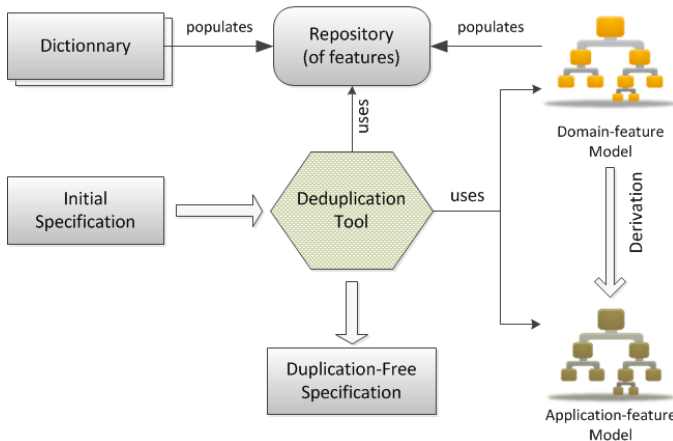 Dictionnary
populates
Repository
(of features)
populates
uses
Domain-feature
Model
Initial
Specification
Deduplication
Tool
uses
Derivation
Duplication-Free
Specification
Application-feature
Model